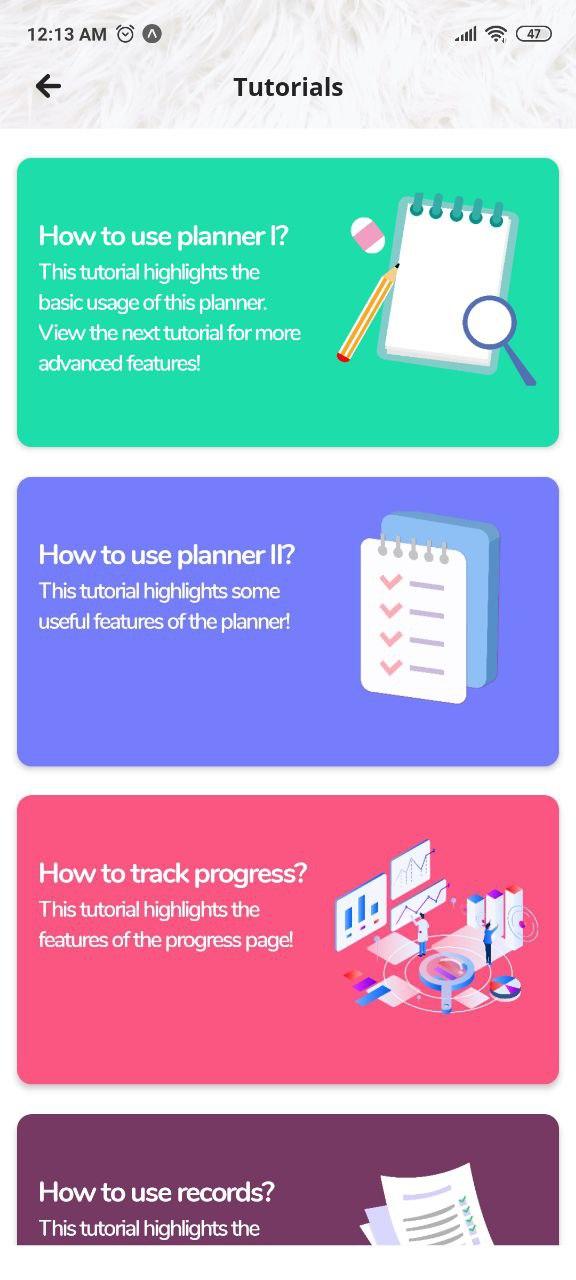 12:13 AM
47
Tutorials
How to use planner I?
This tutorial highlights the
basic usage of this planner.
View the next tutorial for more
advanced features!
How to use planner II?
This tutorial highlights some
useful features of the planner!
How to track progress?
This tutorial highlights the
features of the progress page!
How to use records?
This tutorial highlights the